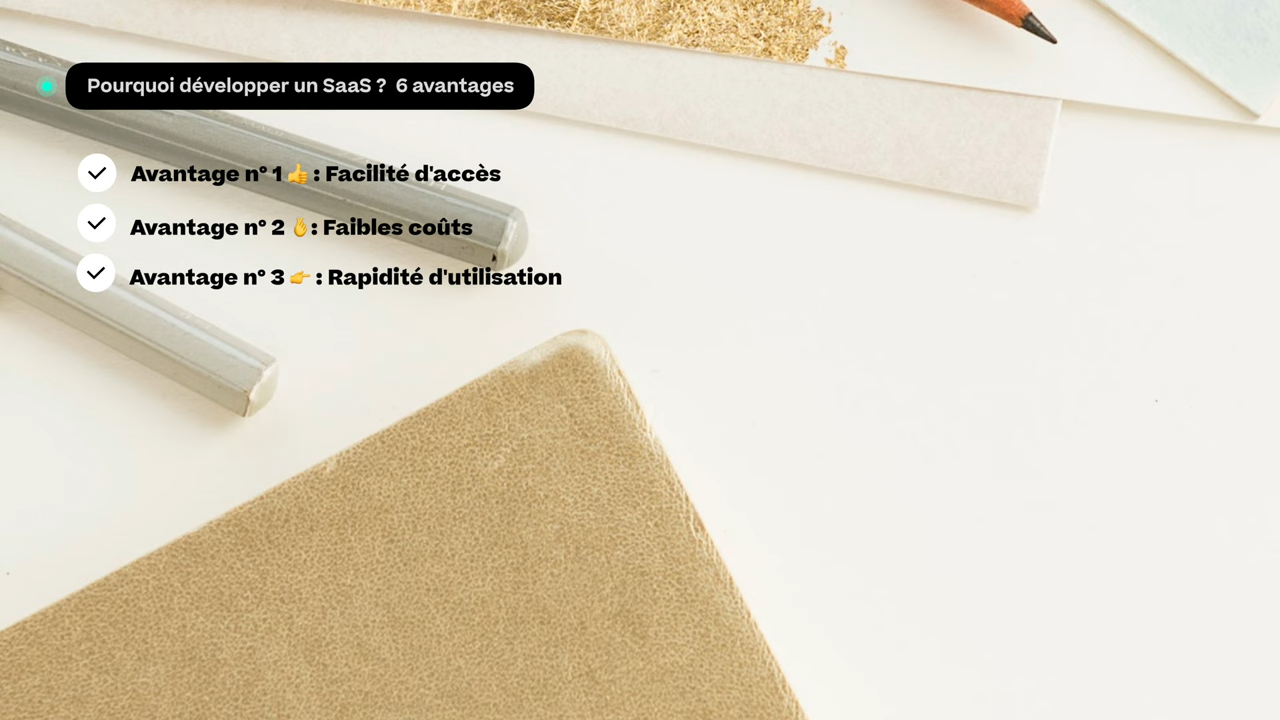 Pourquoi développer un SaaS ? 6 avantages
Avantage n° 1 👍 : Facilité d'accès
Avantage n° 2 🫰 : Faibles coûts
Avantage n° 3 👉 : Rapidité d'utilisation